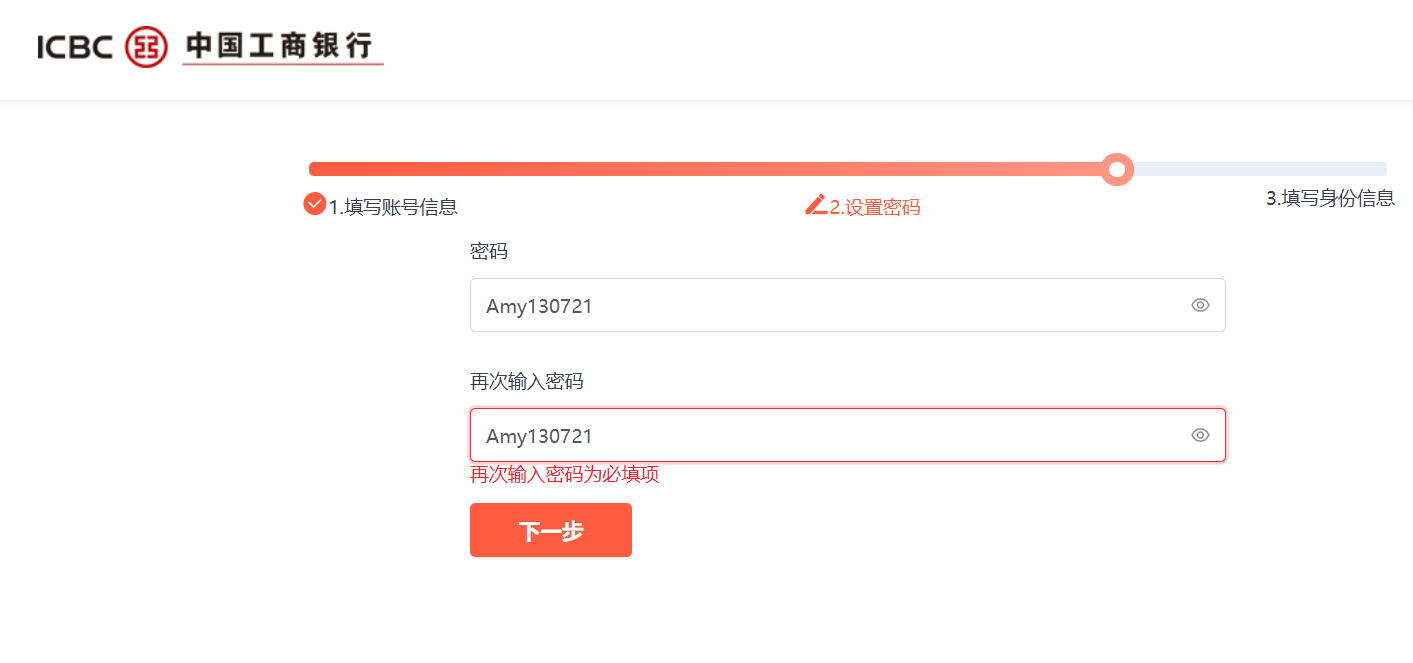 ICBC 中国工商银行
1.填写账号信息 2.设置密码 3.填写身份信息
密码
Amy130721
再次输入密码
Amy130721
再次输入密码为必填项
下一步